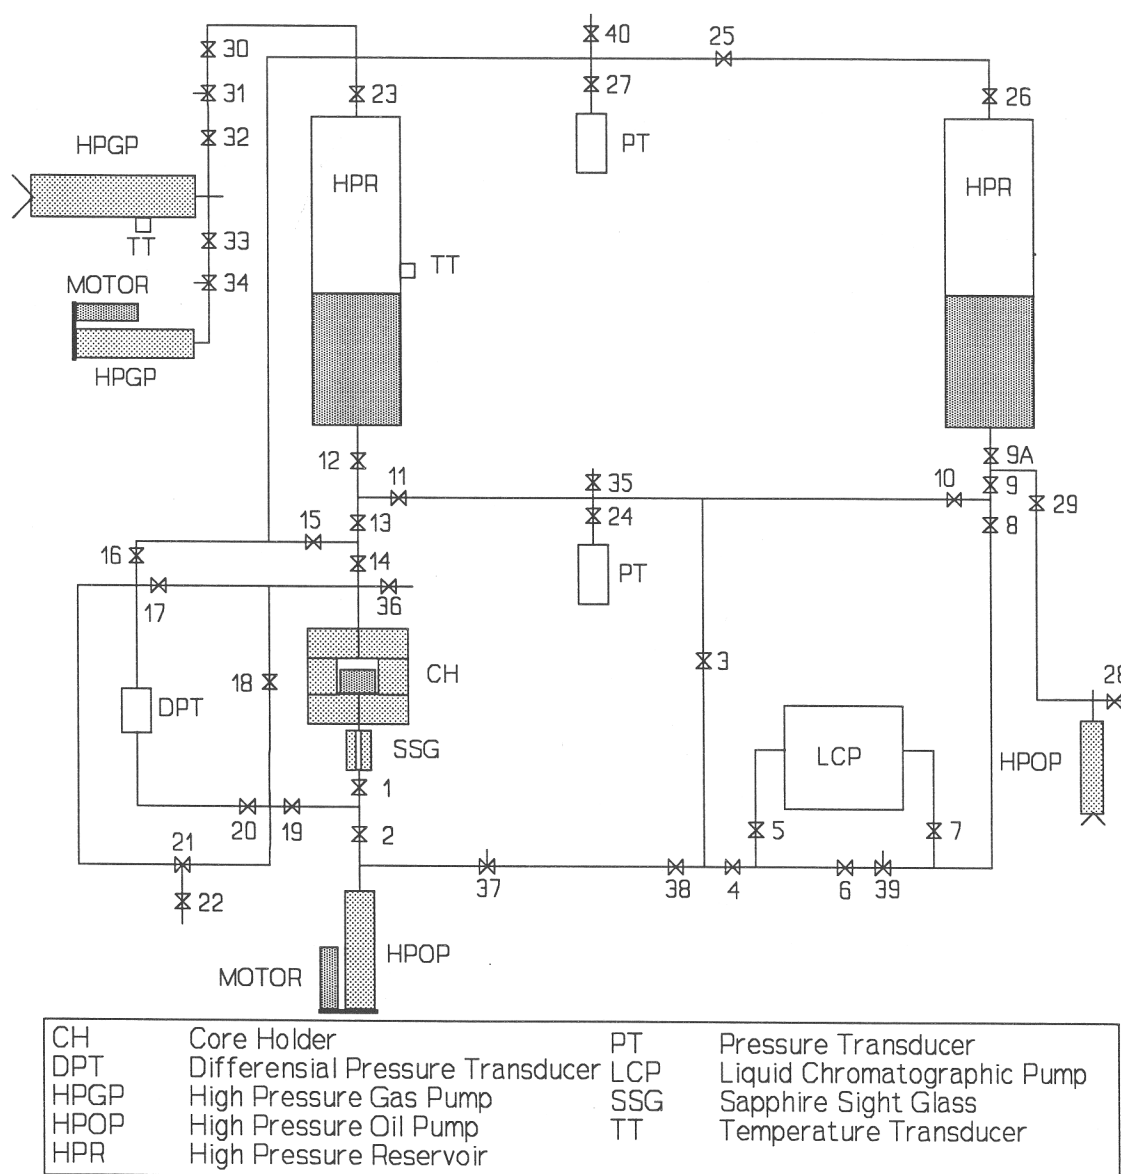 30
40
25
31
23
27
26
32
HPGP
PT
HPR
HPR
TT
33
TT
MOTOR
34
HPGP
12
11
35
10
9A
9
29
15
13
24
8
16
14
PT
17
36
3
28
18
CH
DPT
SSG
LCP
HPOP
1
20
19
2
5
7
21
37
38
4
6
39
22
HPOP
MOTOR
CH Core Holder PT Pressure Transducer
DPT Differensial Pressure Transducer LCP Liquid Chromatographic Pump
HPGP High Pressure Gas Pump SSG Sapphire Sight Glass
HPOP High Pressure Oil Pump TT Temperature Transducer
HPR High Pressure Reservoir